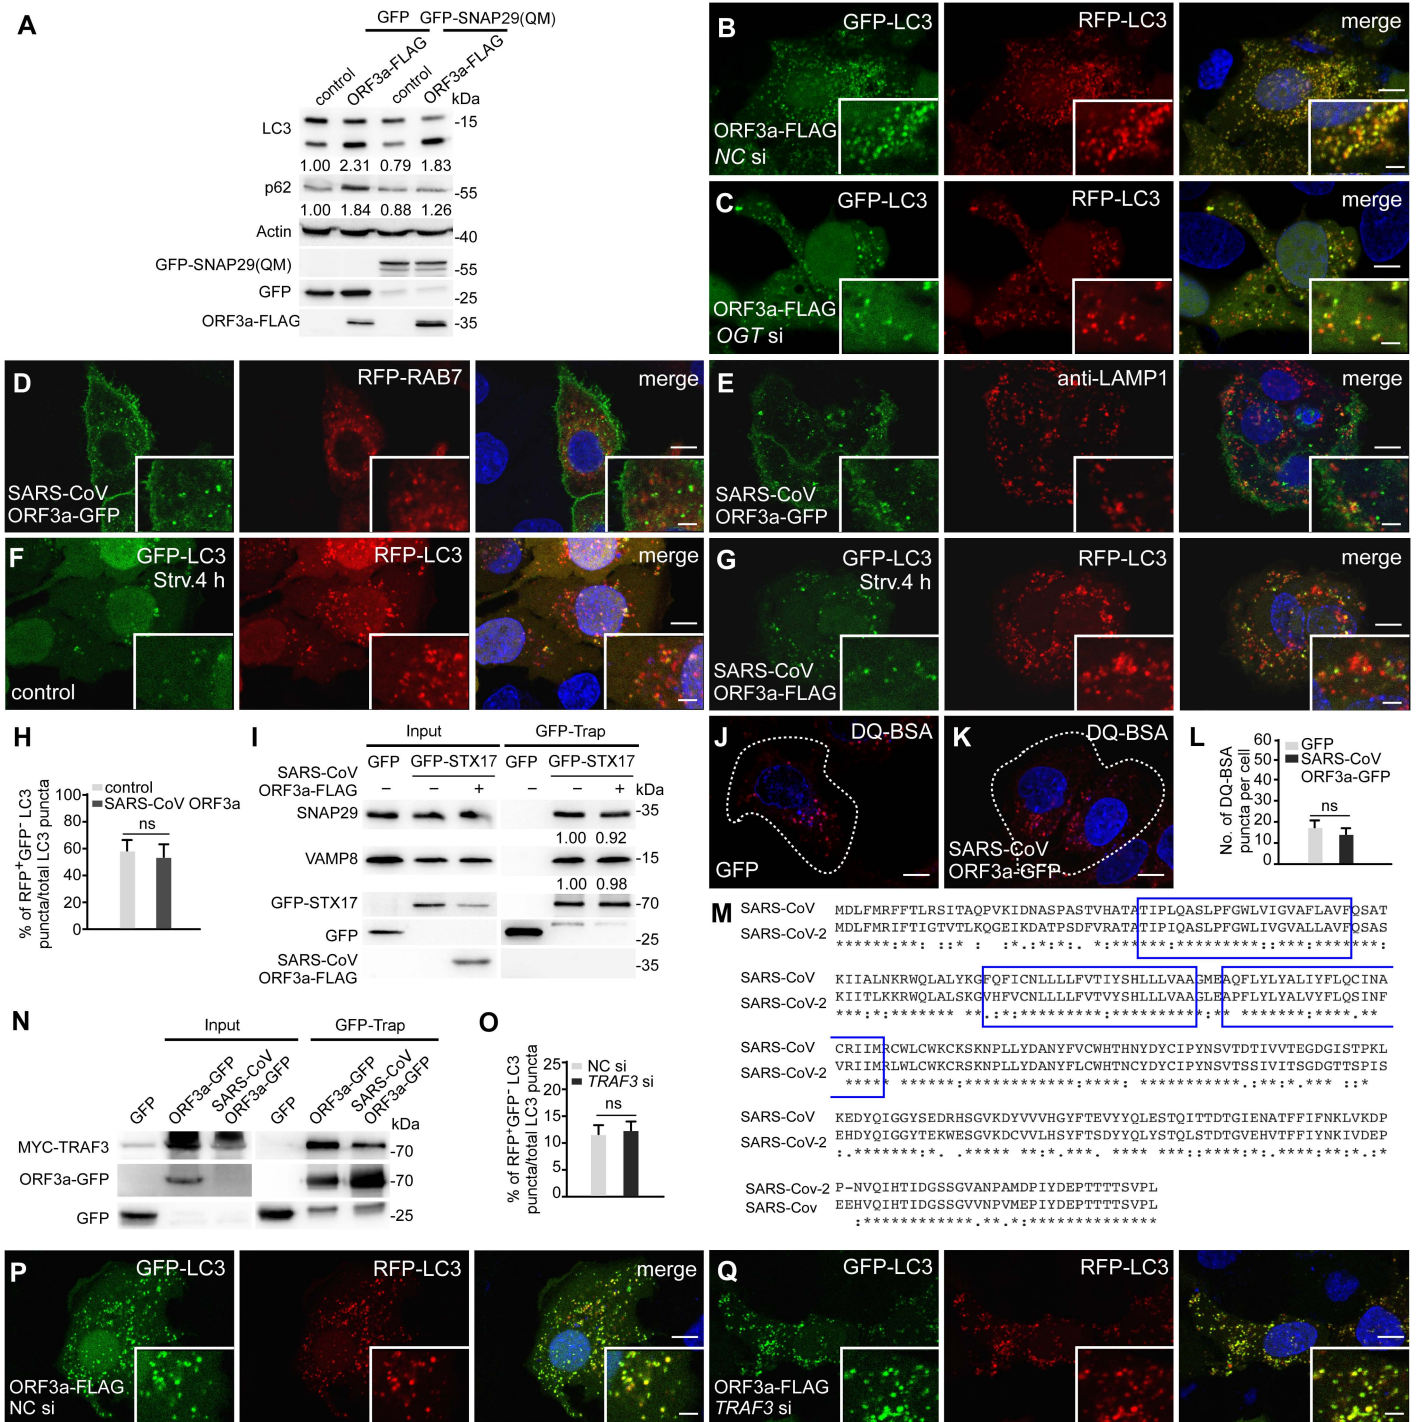 A
GFP GFP-SNAP29(QM)
control ORF3a-FLAG control ORF3a-FLAG
kDa
LC3 -15
1.00 2.31 0.79 1.83
p62 -55
1.00 1.84 0.88 1.26
Actin -40
GFP-SNAP29(QM) -55
GFP -25
ORF3a-FLAG -35
B GFP-LC3 RFP-LC3 merge
ORF3a-FLAG
NC si
C GFP-LC3 RFP-LC3 merge
ORF3a-FLAG
OGT si
D RFP-RAB7 merge
SARS-CoV
ORF3a-GFP
E anti-LAMP1 merge
SARS-CoV
ORF3a-GFP
F GFP-LC3 RFP-LC3 merge
Strv.4 h
control
G GFP-LC3 RFP-LC3 merge
Strv.4 h
SARS-CoV
ORF3a-FLAG
H
control
SARS-CoV ORF3a
ns
% of RFP+GFP- LC3
puncta/total LC3 puncta
100
80
60
40
20
0
I
Input GFP-Trap
GFP GFP-STX17 GFP GFP-STX17
SARS-CoV
ORF3a-FLAG − − + − − + kDa
SNAP29 -35
1.00 0.92
VAMP8 -15
1.00 0.98
GFP-STX17 -70
GFP -25
SARS-CoV
ORF3a-FLAG -35
J DQ-BSA
GFP
K DQ-BSA
SARS-CoV
ORF3a-GFP
L
GFP
SARS-CoV
ORF3a-GFP
ns
No. of DQ-BSA
puncta per cell
60
50
40
30
20
10
0
M
SARS-CoV MDLFMRFFTLRSITAQPVKIDNASPASTVHATATIPLQASLPFGWLVIGVAFLAVFQSAT
SARS-CoV-2 MDLFMRIFTIGTVTLKQGEIKDATPSDFVRATATIPIQASLPFGWLIVGVALLAVFQSAS
SARS-CoV KIIALNKRWQLALYKGFQFICNLLLLFVTIYSHLLLVAAGMEAQFLYLYALIYFLQCINA
SARS-CoV-2 KIITLKKRWQLALSKGVHFVCNLLLLFVTVYSHLLLVAAGLEAPFLYLYALVYFLQSINF
SARS-CoV CRIIMRCWLCWKCKSKNPLLYDANYFVCWHTHNYDYCIPYNSVTDTIVVTEGDGISTPKL
SARS-CoV-2 VRIIMRLWLCWKCRSKNPLLYDANYFLCWHTNCYDYCIPYNSVTSSIVITSGDGTTSPIS
SARS-CoV KEDYQIGGYSEDRHSGVKDYVVVHGYFTEVYYQLESTQITTDTGIENATFFIFNKLVKDP
SARS-CoV-2 EHDYQIGGYTEKWESGVKDCVVLHSYFTSDYYQLYSTQLSTDTGVEHVTFFIYNKIVDEP
SARS-Cov-2 P-NVQIHTIDGSSGVANPAMDPIYDEPTTTTSVPL
SARS-Cov EEHVQIHTIDGSSGVVNPVMEPIYDEPTTTTSVPL
N
Input GFP-Trap
GFP ORF3a-GFP SARS-CoV ORF3a-GFP GFP ORF3a-GFP SARS-CoV ORF3a-GFP
kDa
MYC-TRAF3 -70
ORF3a-GFP -70
GFP -25
O
NC si
TRAF3 si
ns
% of RFP+GFP- LC3
puncta/total LC3 puncta
25
20
15
10
5
0
P GFP-LC3 RFP-LC3 merge
ORF3a-FLAG
NC si
Q GFP-LC3 RFP-LC3 merge
ORF3a-FLAG
TRAF3 si